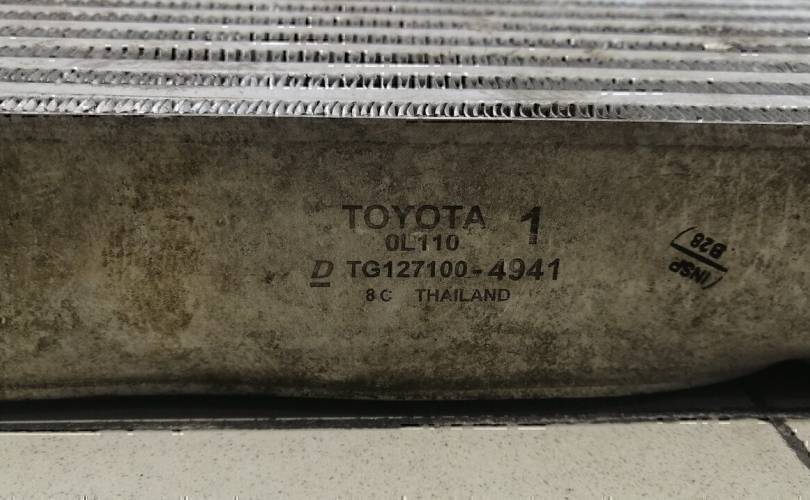 TOYOTA 1
0L110
D TG127100-4941
8C THAILAND
INSP
B28